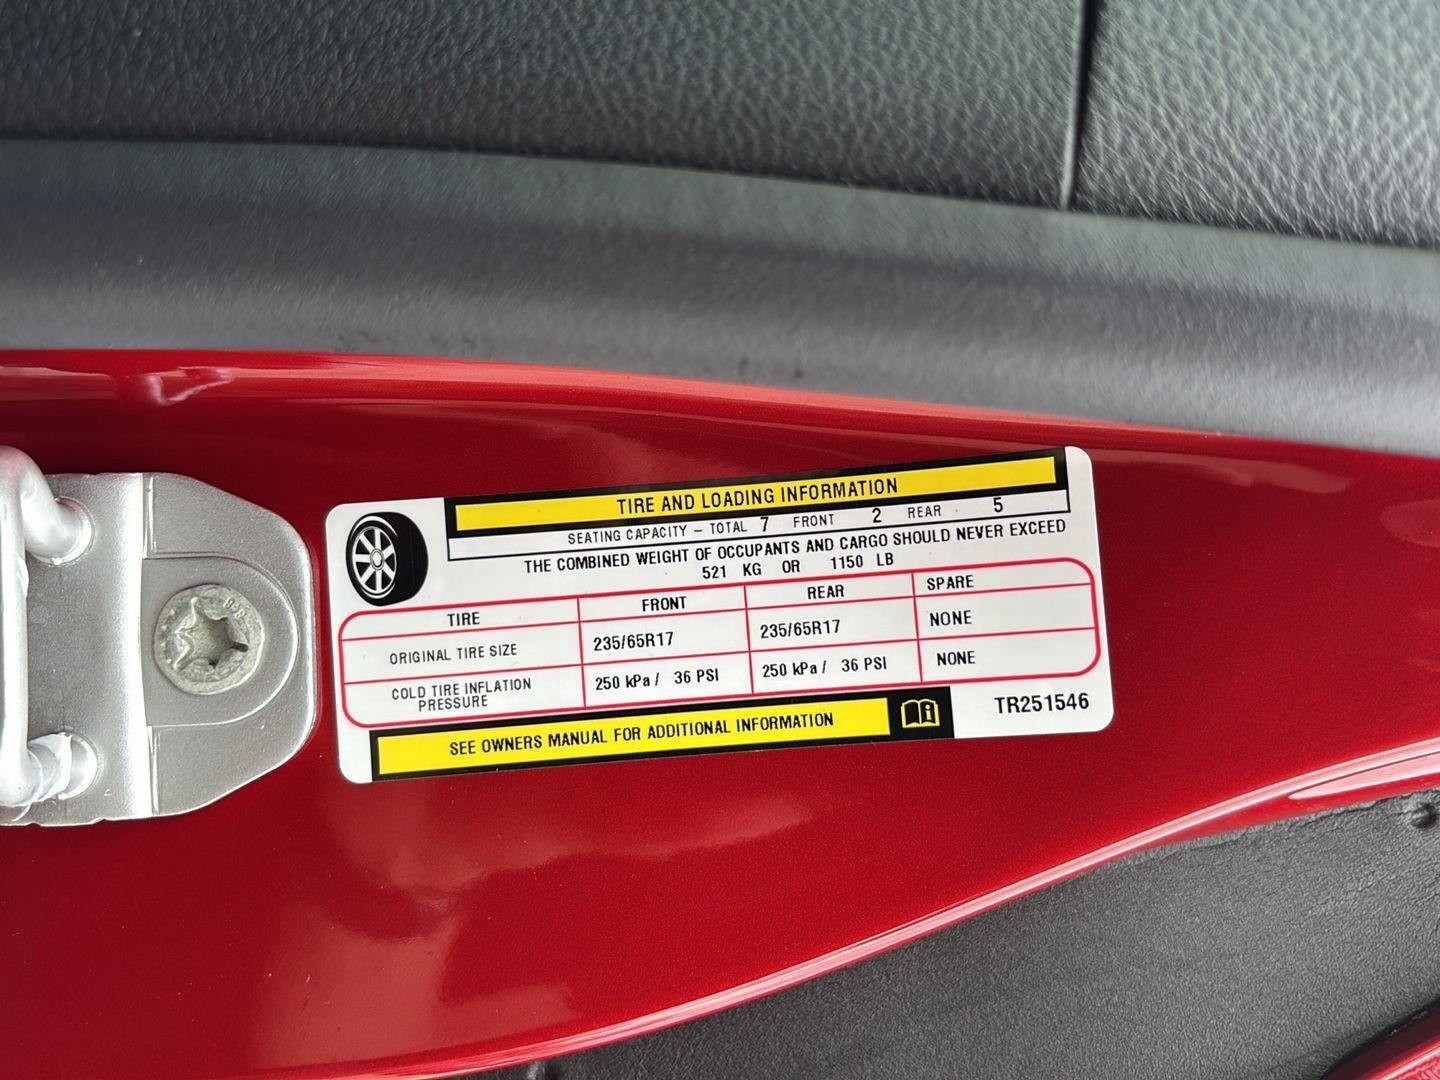 TIRE AND LOADING INFORMATION
SEATING CAPACITY – TOTAL 7 FRONT 2 REAR 5
THE COMBINED WEIGHT OF OCCUPANTS AND CARGO SHOULD NEVER EXCEED
521 KG OR 1150 LB
TIRE FRONT REAR SPARE
ORIGINAL TIRE SIZE 235/65R17 235/65R17 NONE
COLD TIRE INFLATION PRESSURE 250 kPa / 36 PSI 250 kPa / 36 PSI NONE
SEE OWNERS MANUAL FOR ADDITIONAL INFORMATION
TR251546
8.8